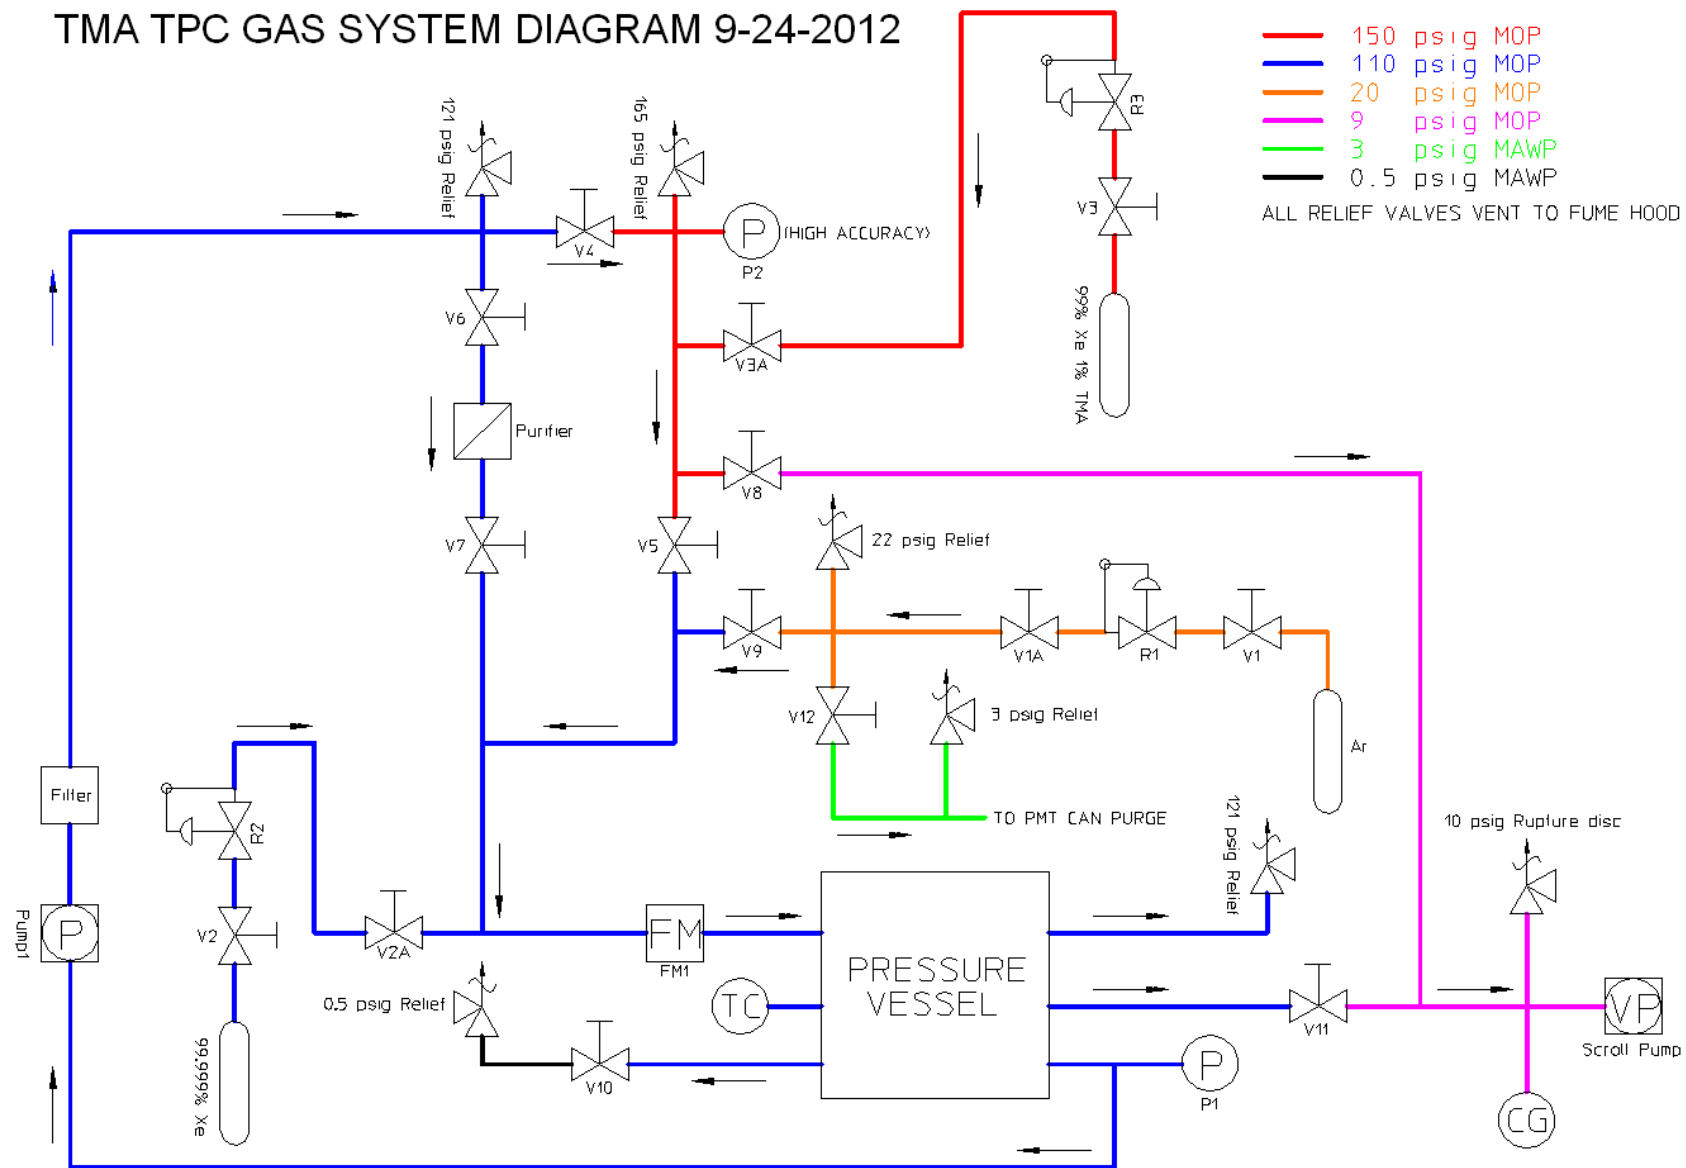 TMA TPC GAS SYSTEM DIAGRAM 9-24-2012
150 psig MOP
110 psig MOP
20 psig MOP
9 psig MOP
3 psig MAWP
0.5 psig MAWP
ALL RELIEF VALVES VENT TO FUME HOOD
121 psig Relief
165 psig Relief
R3
V3
99% Xe 1% TMA
V4
P
(HIGH ACCURACY)
P2
V6
V3A
Purifier
V8
V7
V5
22 psig Relief
V9
V1A
R1
V1
V12
3 psig Relief
Ar
TO PMT CAN PURGE
Filter
R2
121 psig Relief
10 psig Rupture disc
Pump1
P
V2
V2A
FM
FM1
PRESSURE
VESSEL
TC
0.5 psig Relief
V10
V11
VP
Scroll Pump
99.999% Xe
P
P1
CG